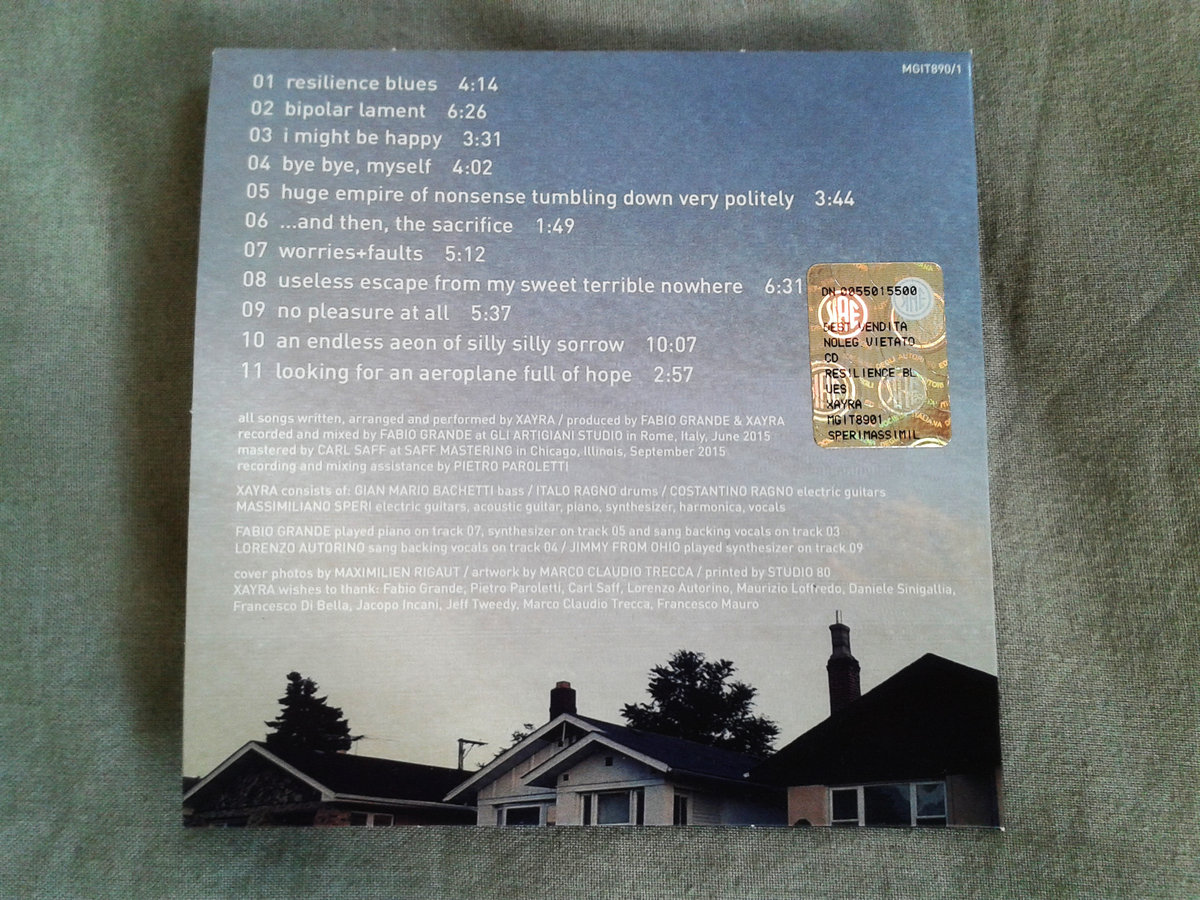 MGIT890/1
01 resilience blues 4:14
02 bipolar lament 6:26
03 i might be happy 3:31
04 bye bye, myself 4:02
05 huge empire of nonsense tumbling down very politely 3:44
06 ...and then, the sacrifice 1:49
07 worries+faults 5:12
08 useless escape from my sweet terrible nowhere 6:31
09 no pleasure at all 5:37
10 an endless aeon of silly silly sorrow 10:07
11 looking for an aeroplane full of hope 2:57
DN C055015500
SIAE
DEST VENDITA
NOLEG.VIETATO
CD
RESILIENCE BL
UES
XAYRA
MGIT8901
SPERIMASSIMIL
all songs written, arranged and performed by XAYRA / produced by FABIO GRANDE & XAYRA
recorded and mixed by FABIO GRANDE at GLI ARTIGIANI STUDIO in Rome, Italy, June 2015
mastered by CARL SAFF at SAFF MASTERING in Chicago, Illinois, September 2015
recording and mixing assistance by PIETRO PAROLETTI
XAYRA consists of: GIAN MARIO BACHETTI bass / ITALO RAGNO drums / COSTANTINO RAGNO electric guitars
MASSIMILIANO SPERI electric guitars, acoustic guitar, piano, synthesizer, harmonica, vocals
FABIO GRANDE played piano on track 07, synthesizer on track 05 and sang backing vocals on track 03
LORENZO AUTORINO sang backing vocals on track 04 / JIMMY FROM OHIO played synthesizer on track 09
cover photos by MAXIMILIEN RIGAUT / artwork by MARCO CLAUDIO TRECCA / printed by STUDIO 80
XAYRA wishes to thank: Fabio Grande, Pietro Paroletti, Carl Saff, Lorenzo Autorino, Maurizio Loffredo, Daniele Sinigallia,
Francesco Di Bella, Jacopo Incani, Jeff Tweedy, Marco Claudio Trecca, Francesco Mauro